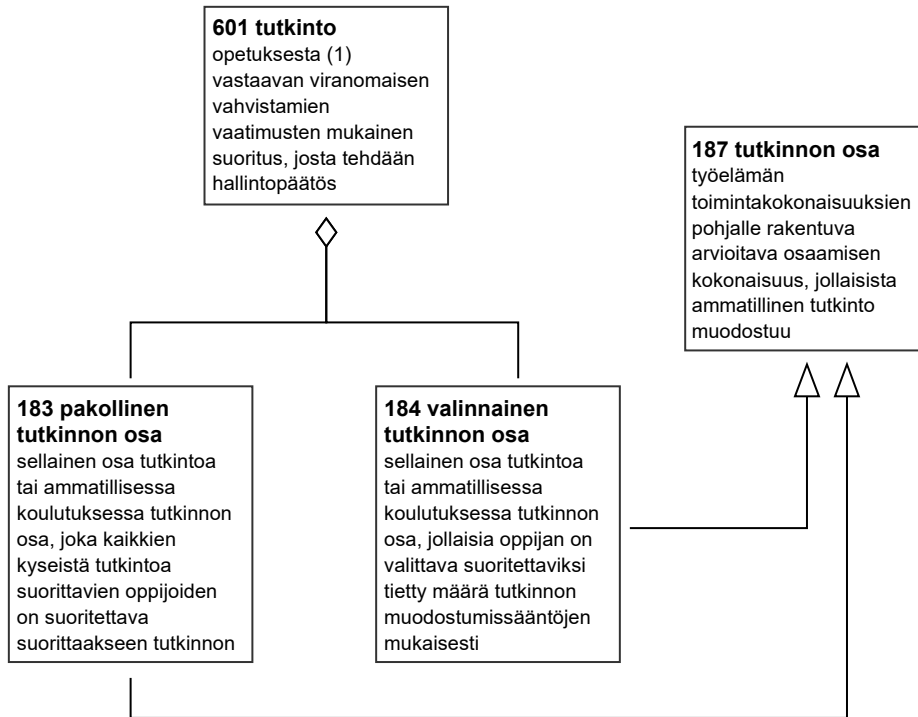 601 tutkinto
opetuksesta (1)
vastaavan viranomaisen
vahvistamien
vaatimusten mukainen
suoritus, josta tehdään
hallintopäätös
187 tutkinnon osa
työelämän
toimintakokonaisuuksien
pohjalle rakentuva
arvioitava osaamisen
kokonaisuus, jollaisista
ammatillinen tutkinto
muodostuu
183 pakollinen
tutkinnon osa
sellainen osa tutkintoa
tai ammatillisessa
koulutuksessa tutkinnon
osa, joka kaikkien
kyseistä tutkintoa
suorittavien oppijoiden
on suoritettava
suorittaakseen tutkinnon
184 valinnainen
tutkinnon osa
sellainen osa tutkintoa
tai ammatillisessa
koulutuksessa tutkinnon
osa, jollaisia oppijan on
valittava suoritettaviksi
tietty määrä tutkinnon
muodostumissääntöjen
mukaisesti